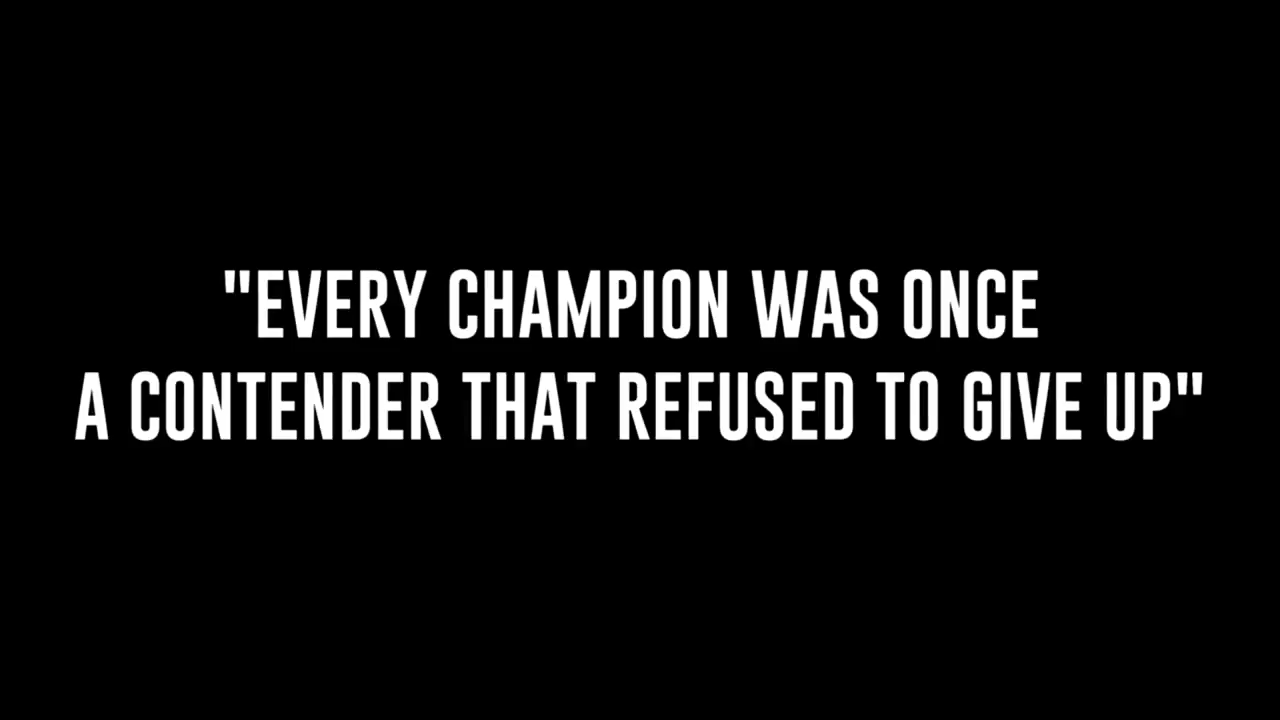 "EVERY CHAMPION WAS ONCE
A CONTENDER THAT REFUSED TO GIVE UP"